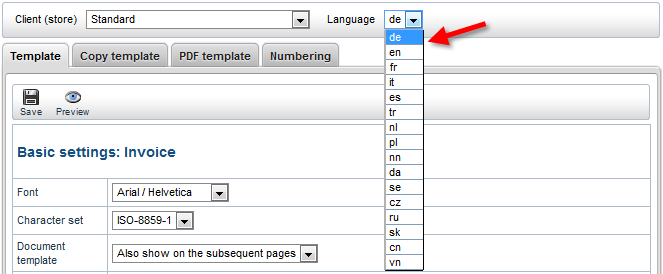 Client (store) Standard Language de
de
en
fr
it
es
tr
nl
pl
nn
da
se
cz
ru
sk
cn
vn
Template Copy template PDF template Numbering
Save Preview
Basic settings: Invoice
Font Arial / Helvetica
Character set ISO-8859-1
Document
template Also show on the subsequent pages